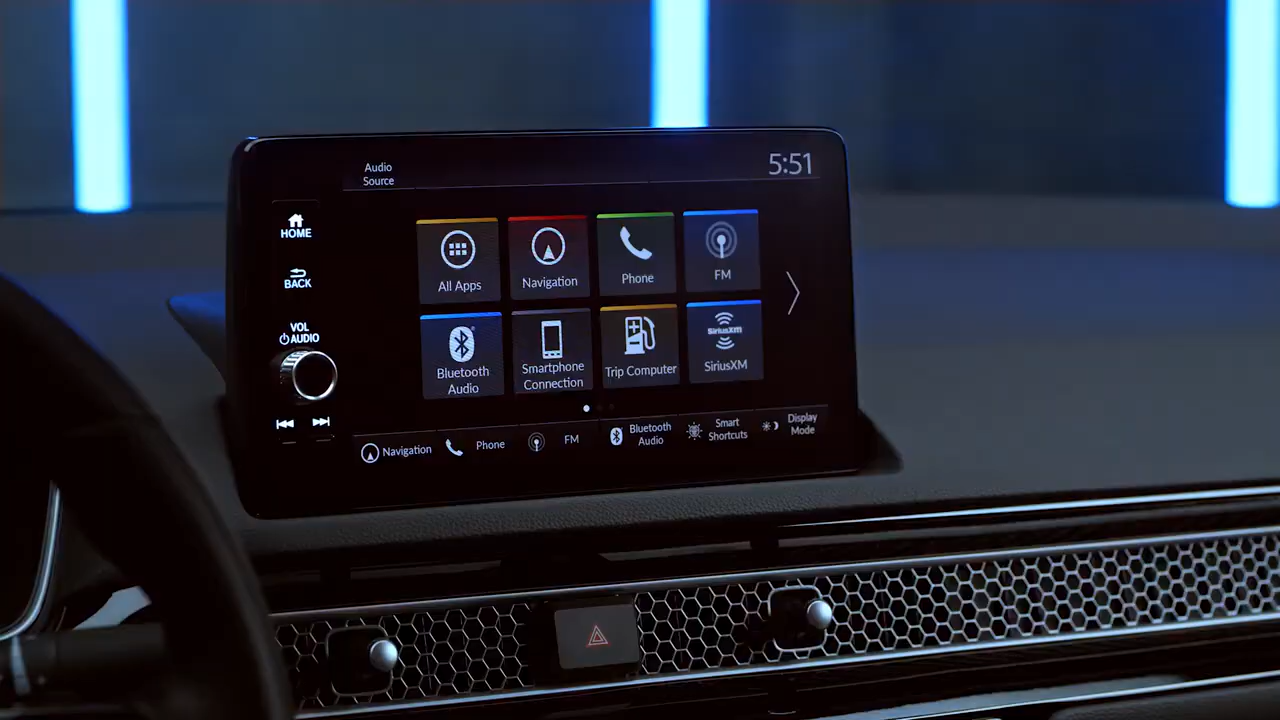 Audio
Source
5:51
HOME
BACK
VOL
AUDIO
All Apps
Navigation
Phone
FM
Bluetooth
Audio
Smartphone
Connection
Trip Computer
SiriusXM
SiriusXM
Navigation
Phone
FM
Bluetooth
Audio
Smart
Shortcuts
Display
Mode